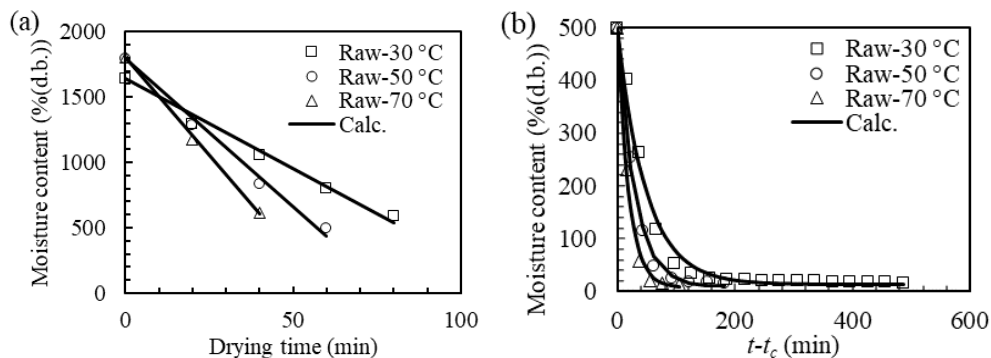 (a)
Moisture content (%(d.b.))
2000
1500
1000
500
0
□ Raw-30 °C
○ Raw-50 °C
△ Raw-70 °C
Calc.
0 50 100
Drying time (min)
(b)
Moisture content (%(d.b.))
500
400
300
200
100
0
□ Raw-30 °C
○ Raw-50 °C
△ Raw-70 °C
Calc.
0 200 400 600
t-tc (min)